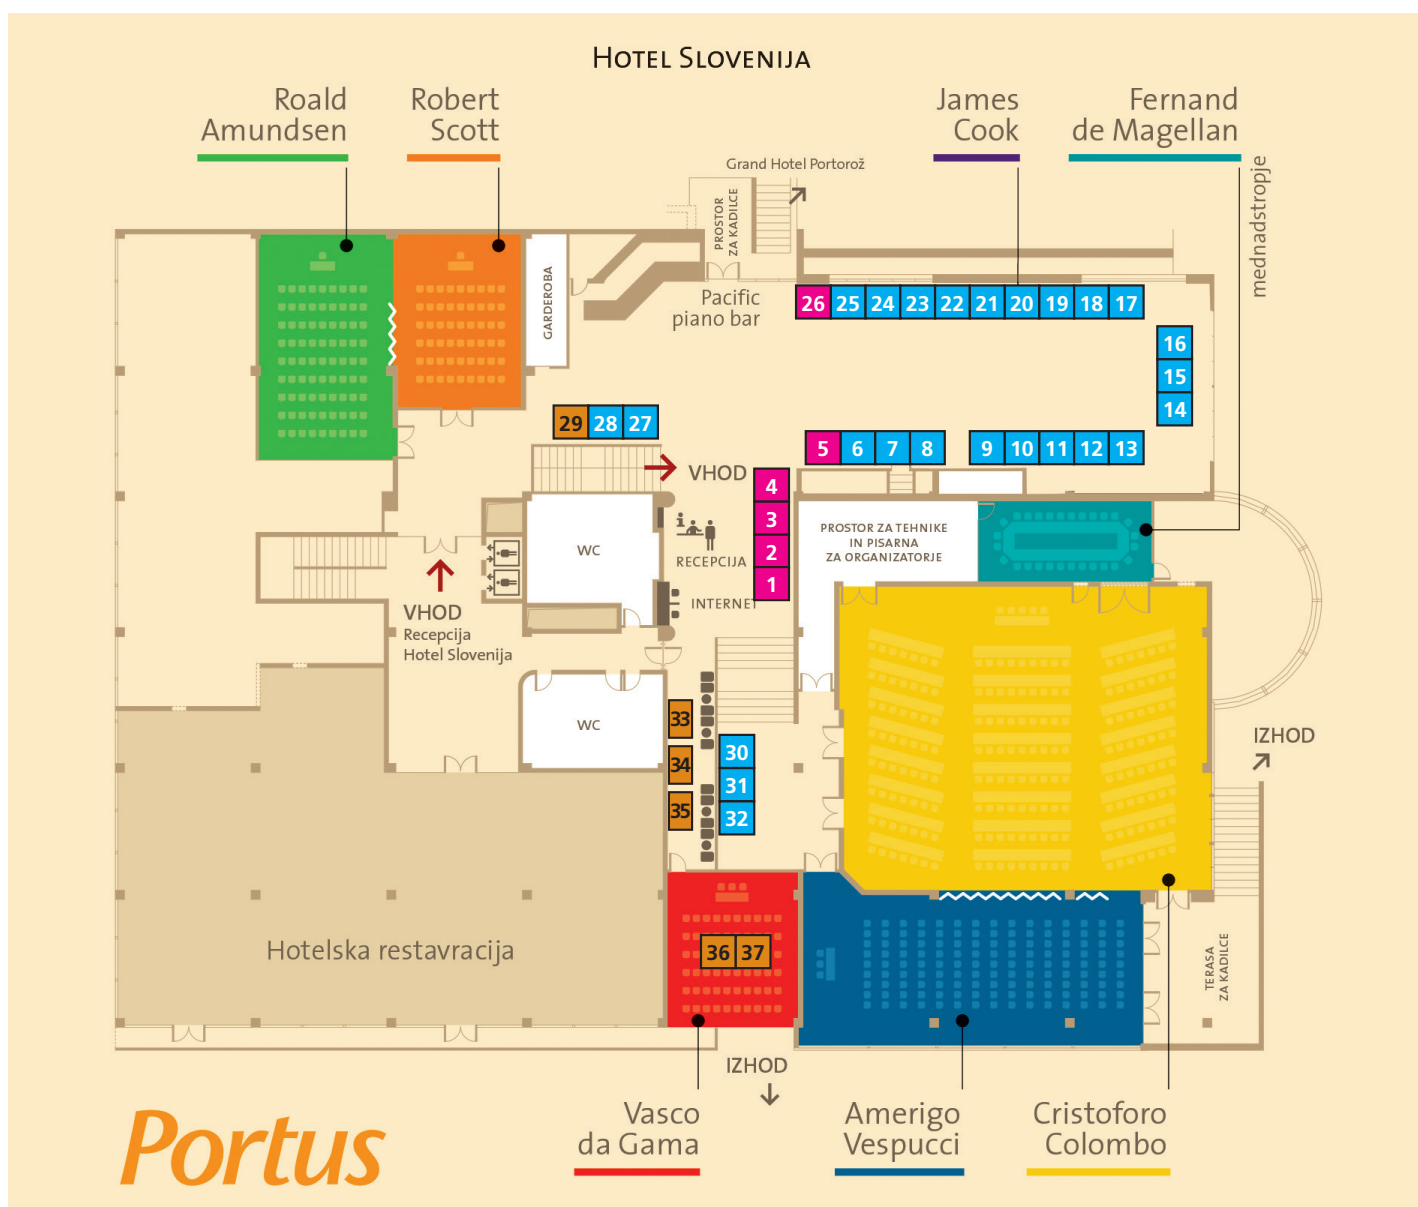 HOTEL SLOVENIJA
Roald
Amundsen
Robert
Scott
James
Cook
Fernand
de Magellan
mednadstropje
Grand Hotel Portorož
PROSTOR
ZA KADILCE
GARDEROBA
Pacific
piano bar
26 25 24 23 22 21 20 19 18 17
16
15
14
29 28 27
5 6 7 8
9 10 11 12 13
VHOD
4
3
2
1
RECEPCIJA
INTERNET
WC
PROSTOR ZA TEHNIKE
IN PISARNA
ZA ORGANIZATORJE
VHOD
Recepcija
Hotel Slovenija
WC
33
34
35
30
31
32
IZHOD
Hotelska restavracija
36 37
TERASA
ZA KADILCE
IZHOD
Vasco
da Gama
Amerigo
Vespucci
Cristoforo
Colombo
Portus